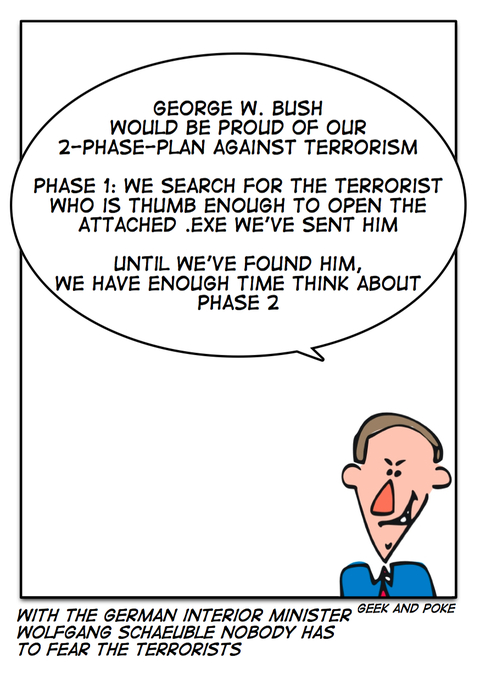 GEORGE W. BUSH
WOULD BE PROUD OF OUR
2-PHASE-PLAN AGAINST TERRORISM
PHASE 1: WE SEARCH FOR THE TERRORIST
WHO IS THUMB ENOUGH TO OPEN THE
ATTACHED .EXE WE'VE SENT HIM
UNTIL WE'VE FOUND HIM,
WE HAVE ENOUGH TIME THINK ABOUT
PHASE 2
GEEK AND POKE
WITH THE GERMAN INTERIOR MINISTER
WOLFGANG SCHAEUBLE NOBODY HAS
TO FEAR THE TERRORISTS